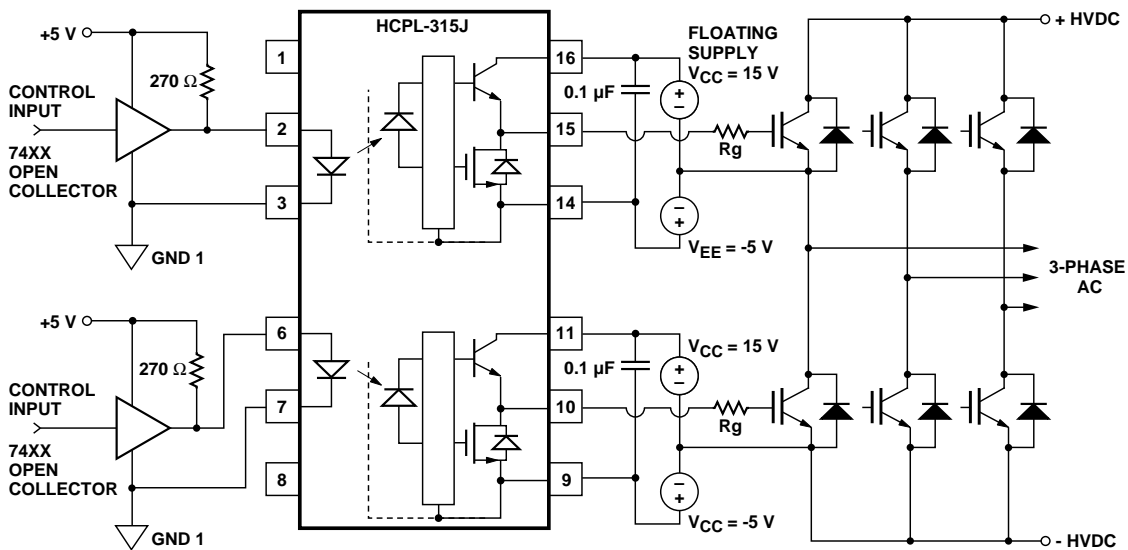 HCPL-315J
+5 V
270 Ω
CONTROL
INPUT
74XX
OPEN
COLLECTOR
GND 1
1
2
3
16
15
14
0.1 µF
FLOATING
SUPPLY
VCC = 15 V
Rg
VEE = -5 V
+ HVDC
3-PHASE
AC
+5 V
270 Ω
CONTROL
INPUT
74XX
OPEN
COLLECTOR
GND 1
6
7
8
11
10
9
0.1 µF
VCC = 15 V
Rg
VCC = -5 V
- HVDC